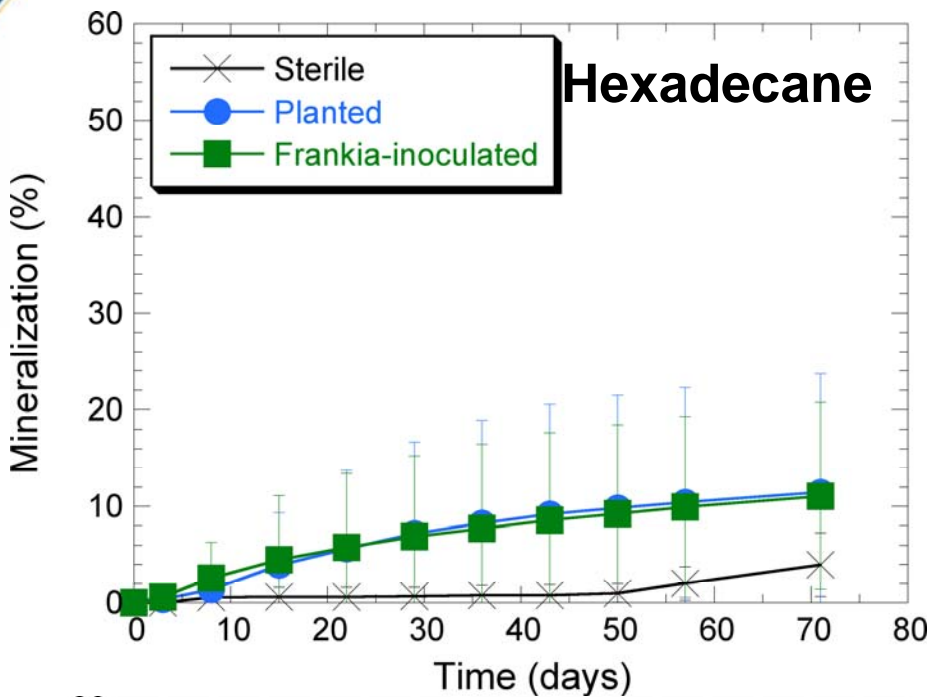 Hexadecane
Sterile
Planted
Frankia-inoculated
60
50
40
30
20
10
0
Mineralization (%)
0 10 20 30 40 50 60 70 80
Time (days)